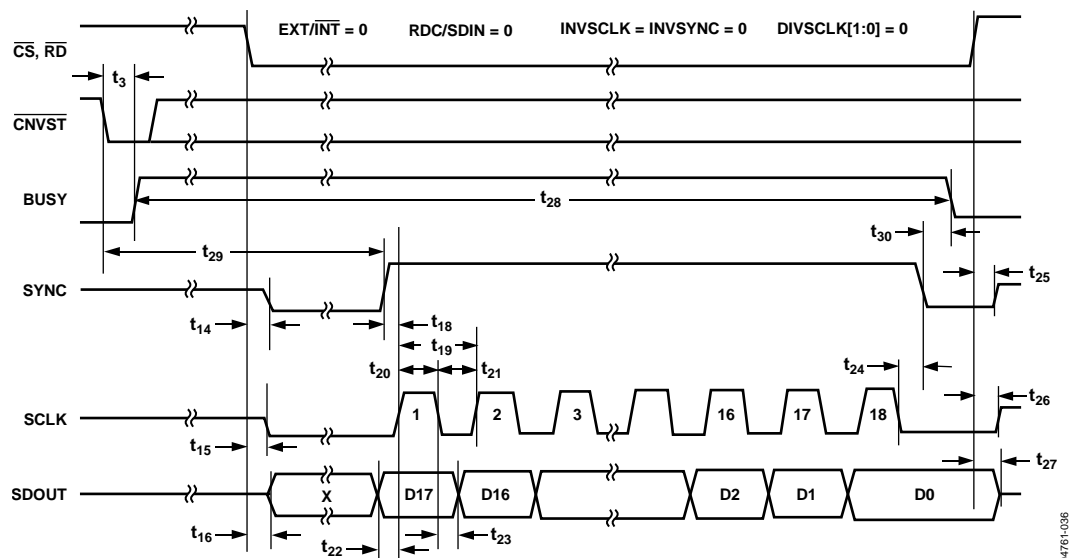 EXT/INT = 0 RDC/SDIN = 0 INVSCLK = INVSYNC = 0 DIVSCLK[1:0] = 0
CS, RD
t3
CNVST
BUSY
t28
t30
t29
t25
SYNC
t14
t18
t19
t20
t21
t24
t26
SCLK
1 2 3 16 17 18
t15
t27
SDOUT
X D17 D16 D2 D1 D0
t16
t22
t23
4761-036